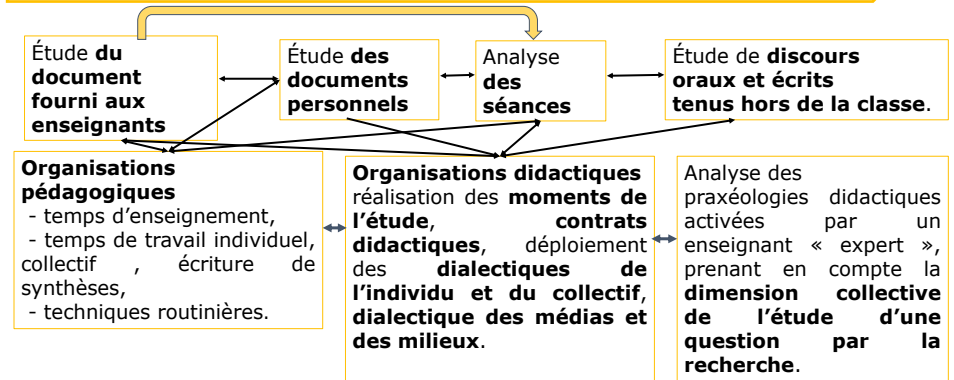 Étude du
document
fourni aux
enseignants
Étude des
documents
personnels
Analyse
des
séances
Étude de discours
oraux et écrits
tenus hors de la classe.
Organisations
pédagogiques
- temps d’enseignement,
- temps de travail individuel,
collectif , écriture de
synthèses,
- techniques routinières.
Organisations didactiques
réalisation des moments de
l’étude, contrats
didactiques, déploiement
des dialectiques de
l’individu et du collectif,
dialectique des médias et
des milieux.
Analyse des
praxéologies didactiques
activées par un
enseignant « expert »,
prenant en compte la
dimension collective
de l’étude d’une
question par la
recherche.